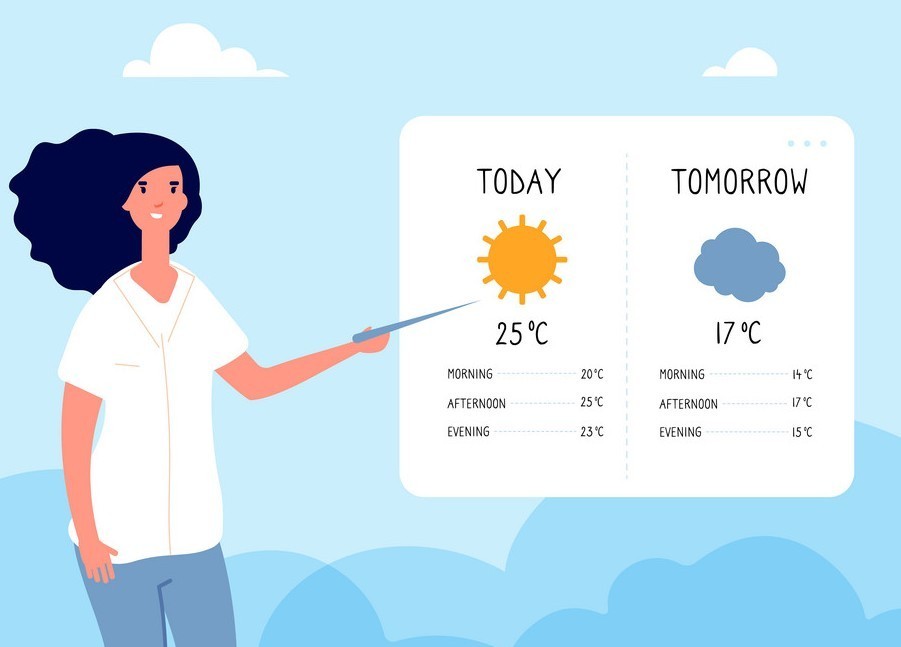 TODAY
25°C
MORNING 20°C
AFTERNOON 25°C
EVENING 23°C
TOMORROW
17°C
MORNING 14°C
AFTERNOON 17°C
EVENING 15°C